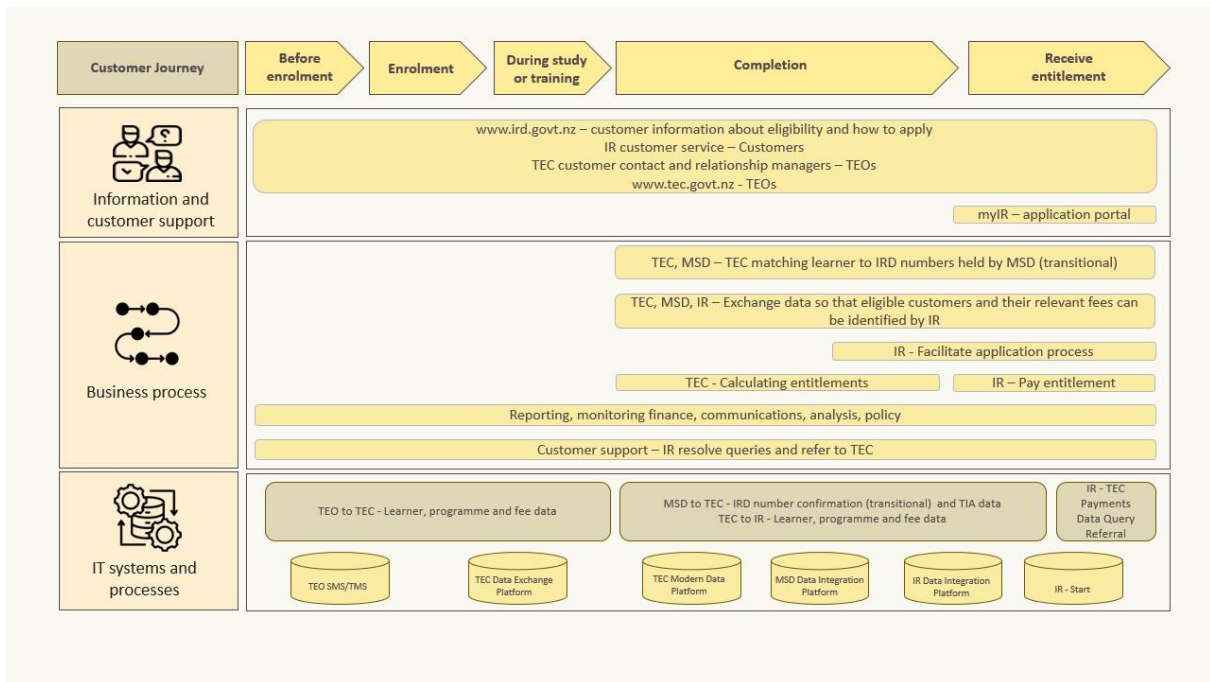 Customer Journey
Before
enrolment
Enrolment
During study
or training
Completion
Receive
entitlement
Information and
customer support
www.ird.govt.nz – customer information about eligibility and how to apply
IR customer service – Customers
TEC customer contact and relationship managers – TEOs
www.tec.govt.nz - TEOs
myIR – application portal
Business process
TEC, MSD – TEC matching learner to IRD numbers held by MSD (transitional)
TEC, MSD, IR – Exchange data so that eligible customers and their relevant fees can
be identified by IR
IR - Facilitate application process
TEC - Calculating entitlements
IR – Pay entitlement
Reporting, monitoring finance, communications, analysis, policy
Customer support – IR resolve queries and refer to TEC
IT systems and
processes
TEO to TEC - Learner, programme and fee data
MSD to TEC - IRD number confirmation (transitional) and TIA data
TEC to IR - Learner, programme and fee data
IR - TEC
Payments
Data Query
Referral
TEO SMS/TMS
TEC Data Exchange
Platform
TEC Modern Data
Platform
MSD Data Integration
Platform
IR Data Integration
Platform
IR - Start